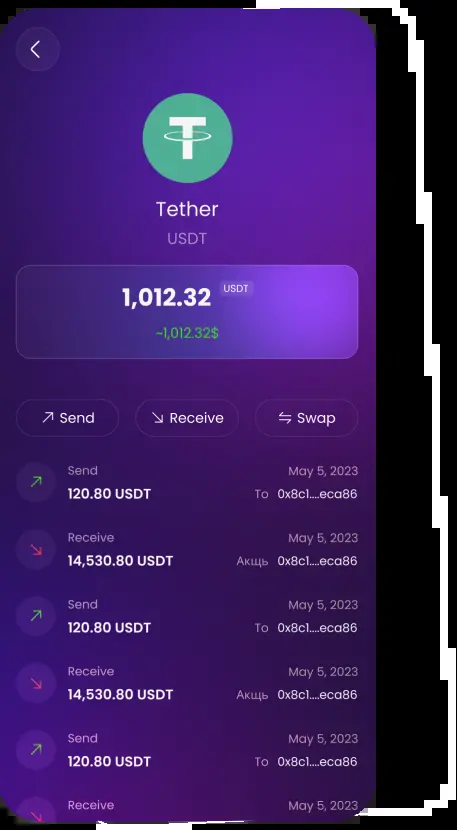 Tether
USDT
1,012.32 USDT
~1,012.32$
Send Receive Swap
Send May 5, 2023
120.80 USDT To 0x8c1....eca86
Receive May 5, 2023
14,530.80 USDT Акщь 0x8c1....eca86
Send May 5, 2023
120.80 USDT To 0x8c1....eca86
Receive May 5, 2023
14,530.80 USDT Акщь 0x8c1....eca86
Send May 5, 2023
120.80 USDT To 0x8c1....eca86
Receive May 5, 2023